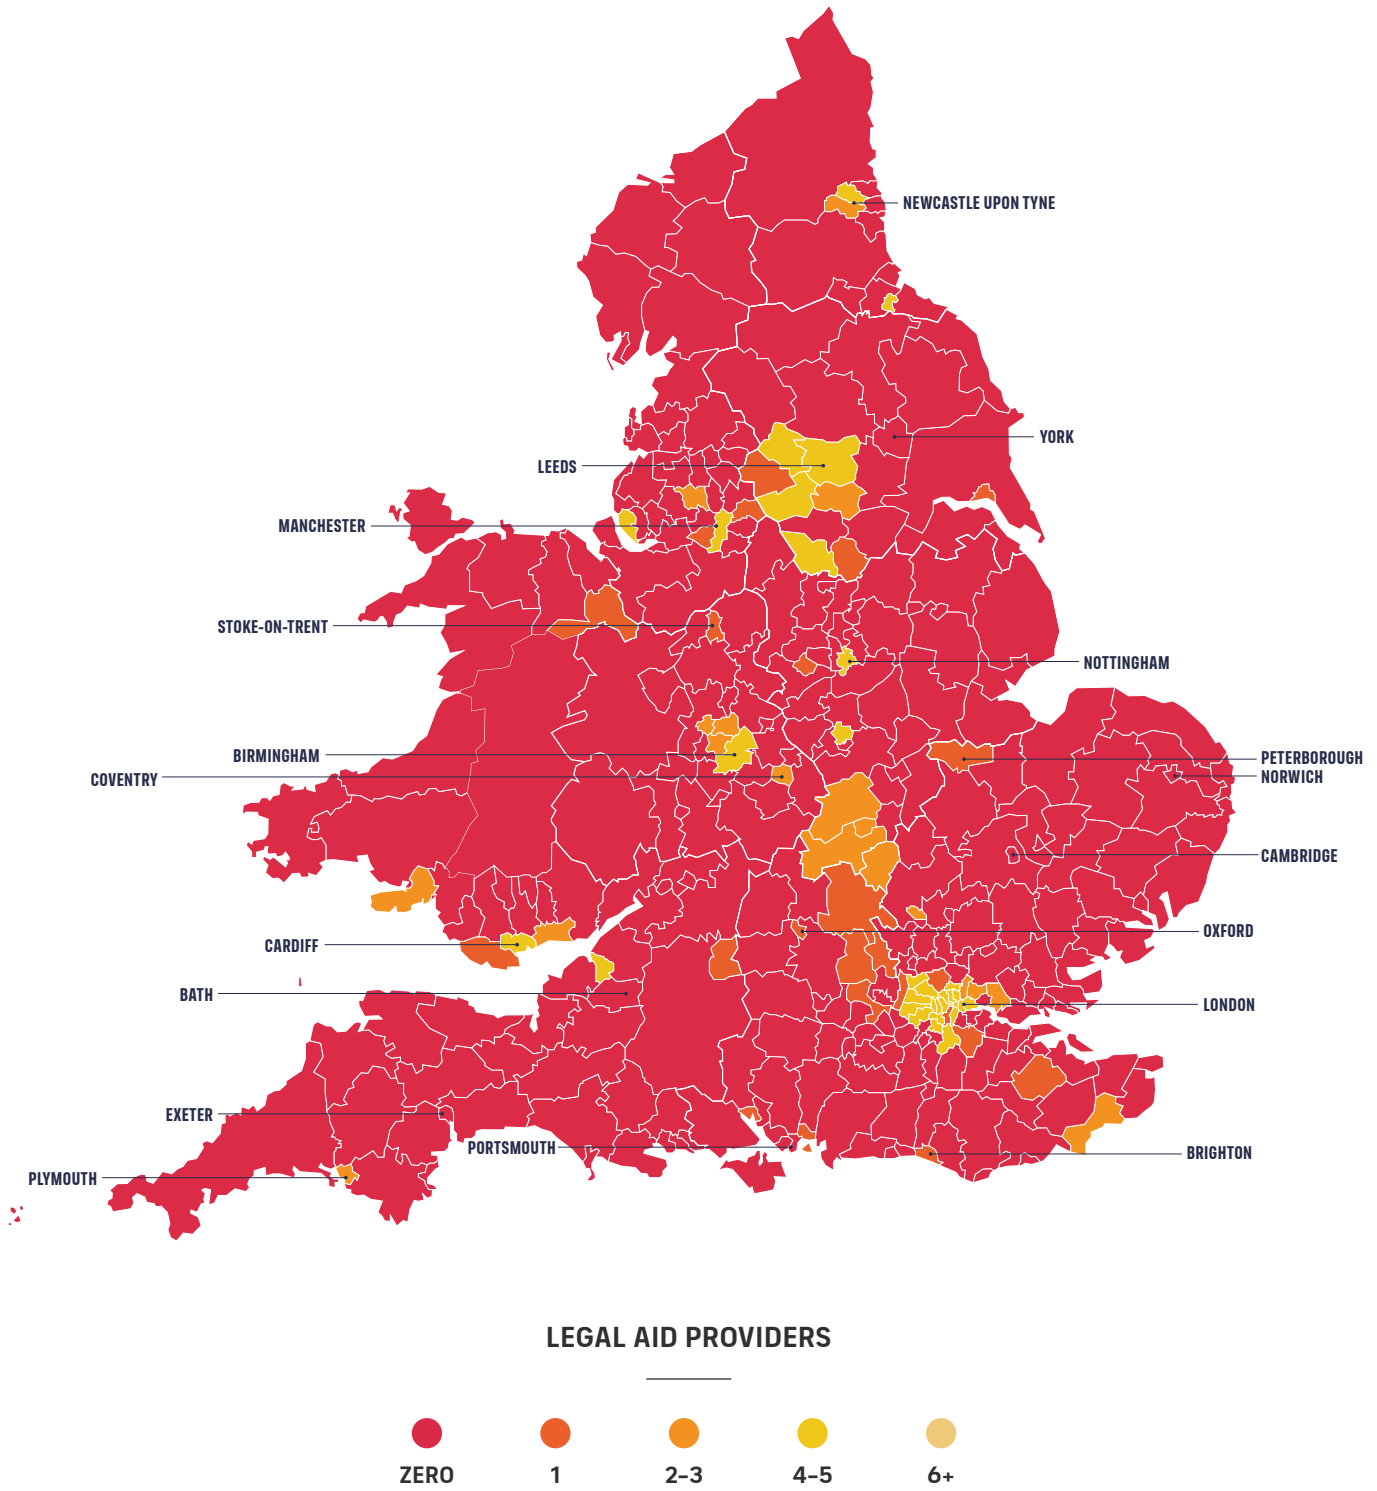 NEWCASTLE UPON TYNE
YORK
LEEDS
MANCHESTER
STOKE-ON-TRENT
NOTTINGHAM
BIRMINGHAM
PETERBOROUGH
COVENTRY
NORWICH
CAMBRIDGE
OXFORD
CARDIFF
BATH
LONDON
EXETER
PORTSMOUTH
BRIGHTON
PLYMOUTH
LEGAL AID PROVIDERS
ZERO
1
2–3
4–5
6+